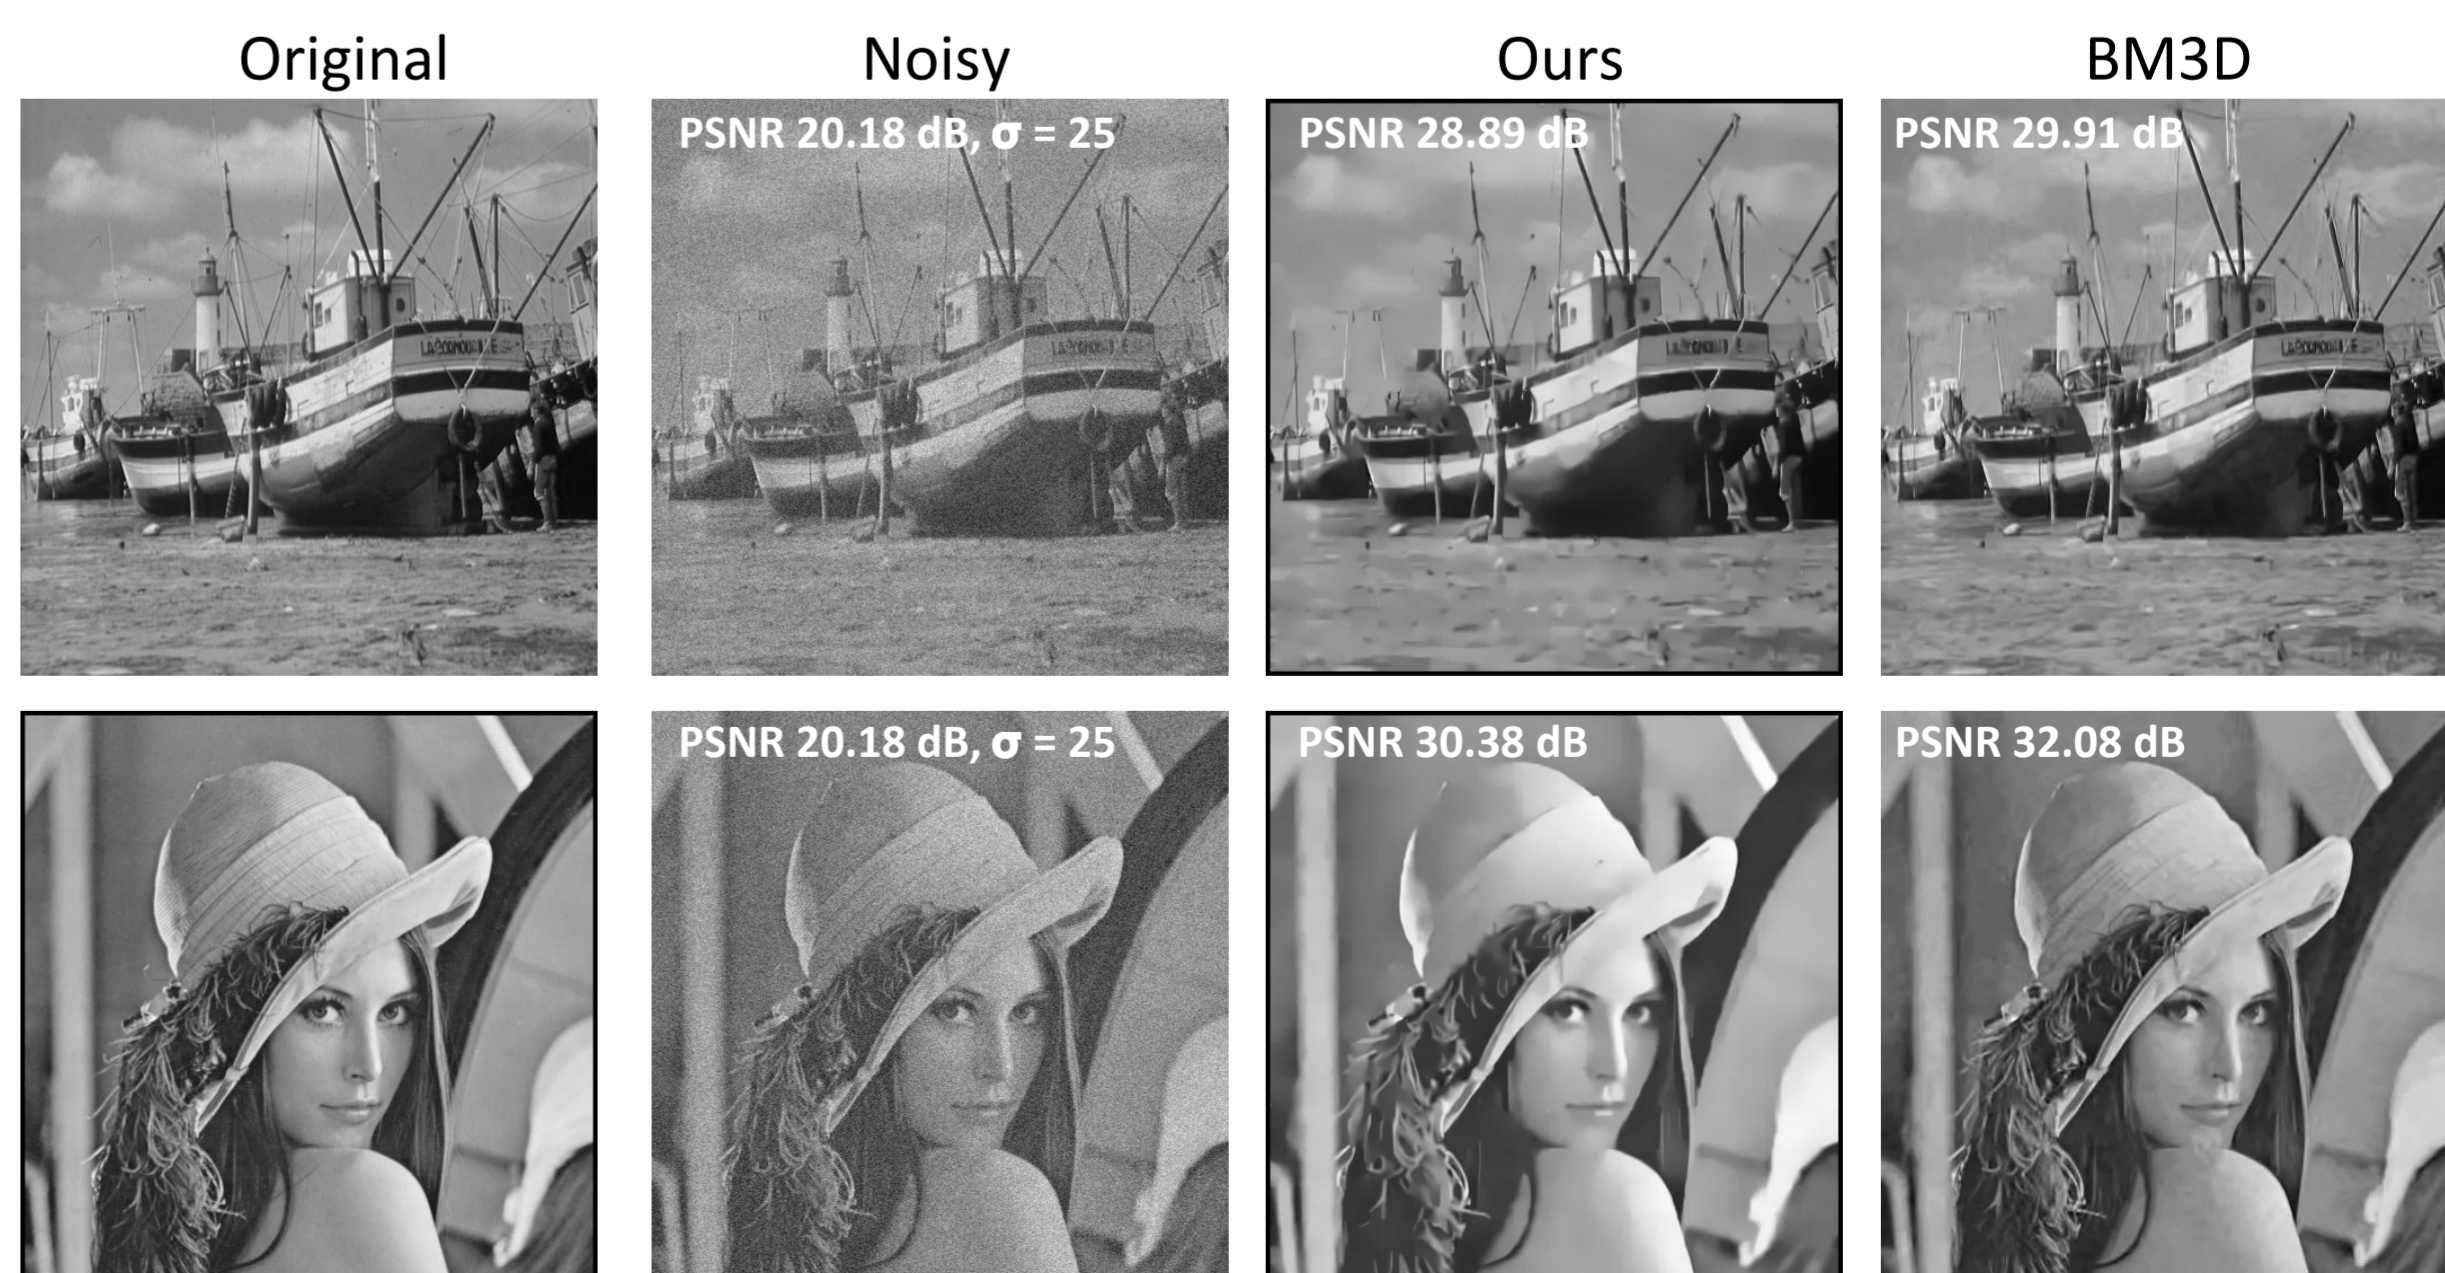 Original
Noisy
Ours
BM3D
PSNR 20.18 dB, σ = 25
PSNR 28.89 dB
PSNR 29.91 dB
PSNR 20.18 dB, σ = 25
PSNR 30.38 dB
PSNR 32.08 dB